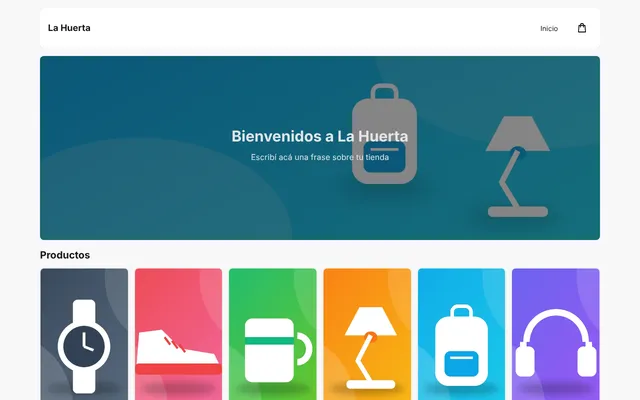 La Huerta
Inicio
Bienvenidos a La Huerta
Escribí acá una frase sobre tu tienda
Productos